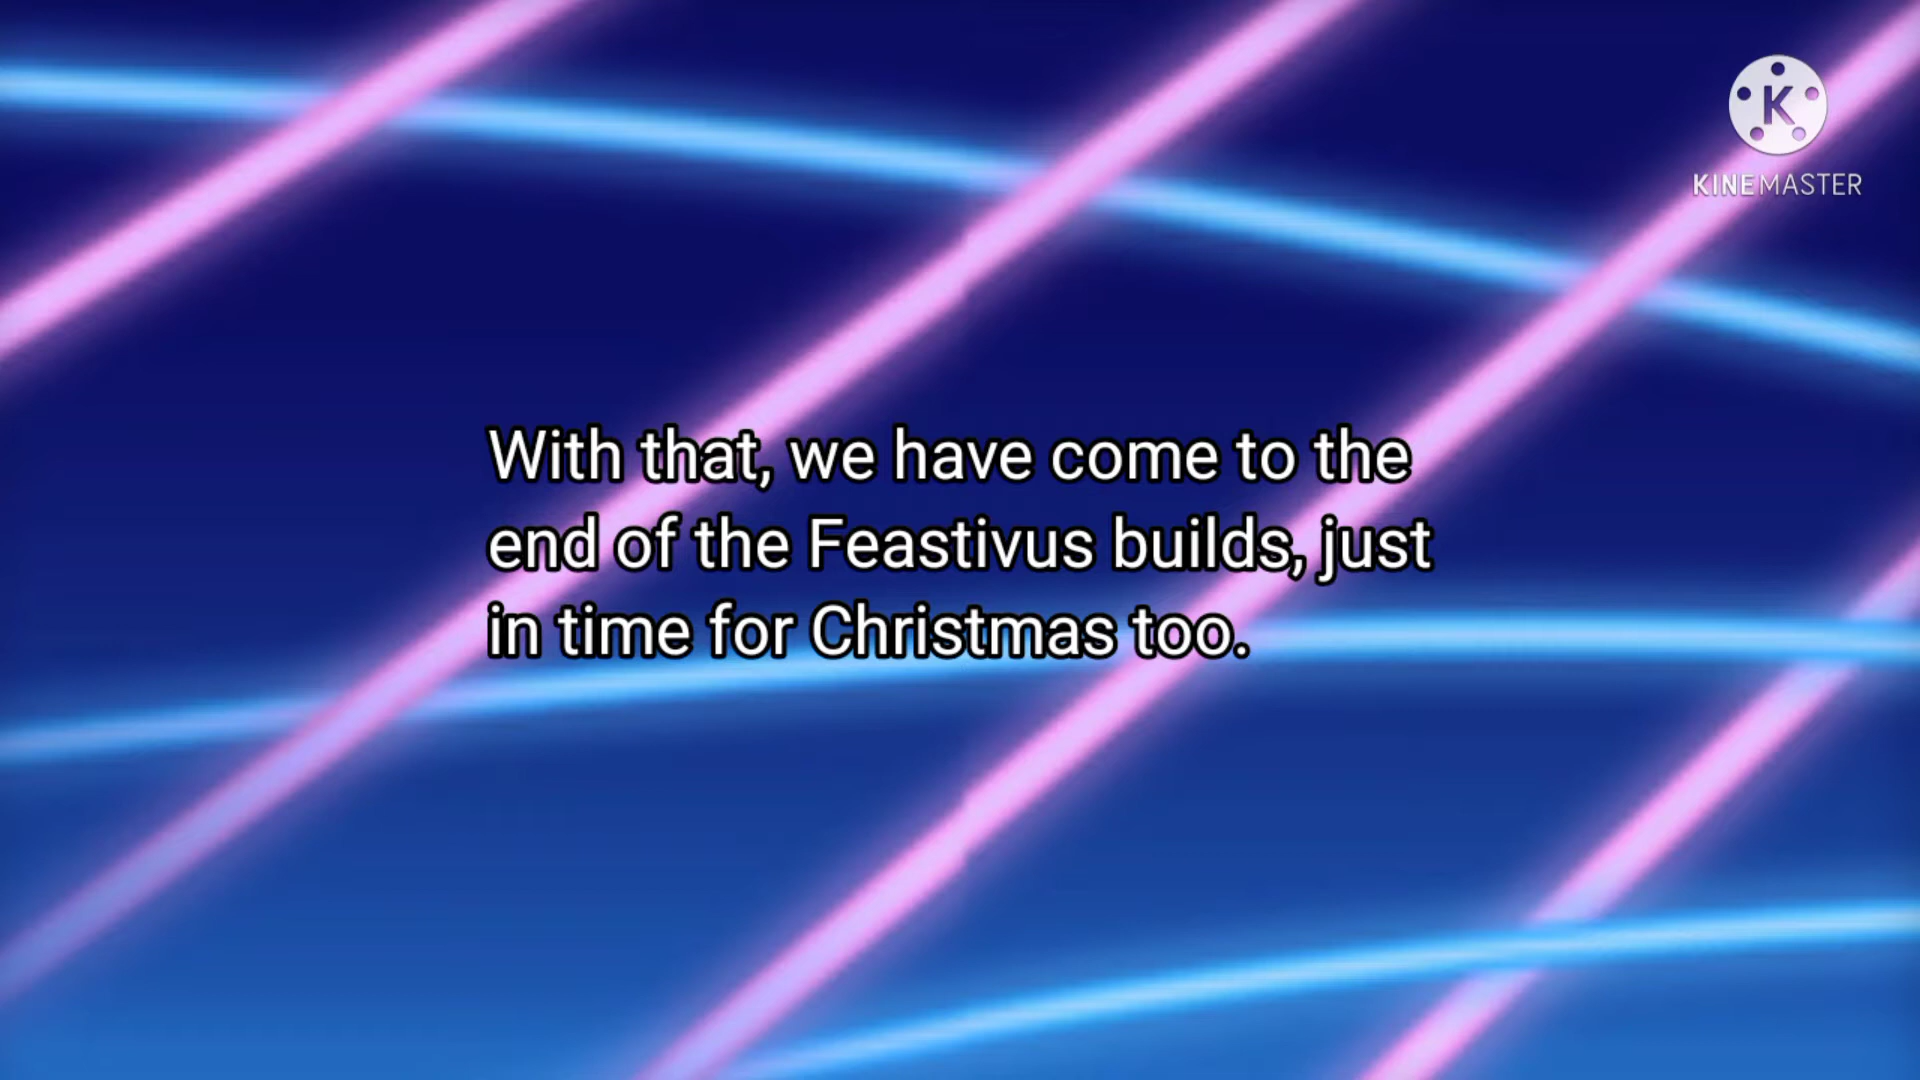 K
KINEMASTER
With that, we have come to the
end of the Feastivus builds, just
in time for Christmas too.